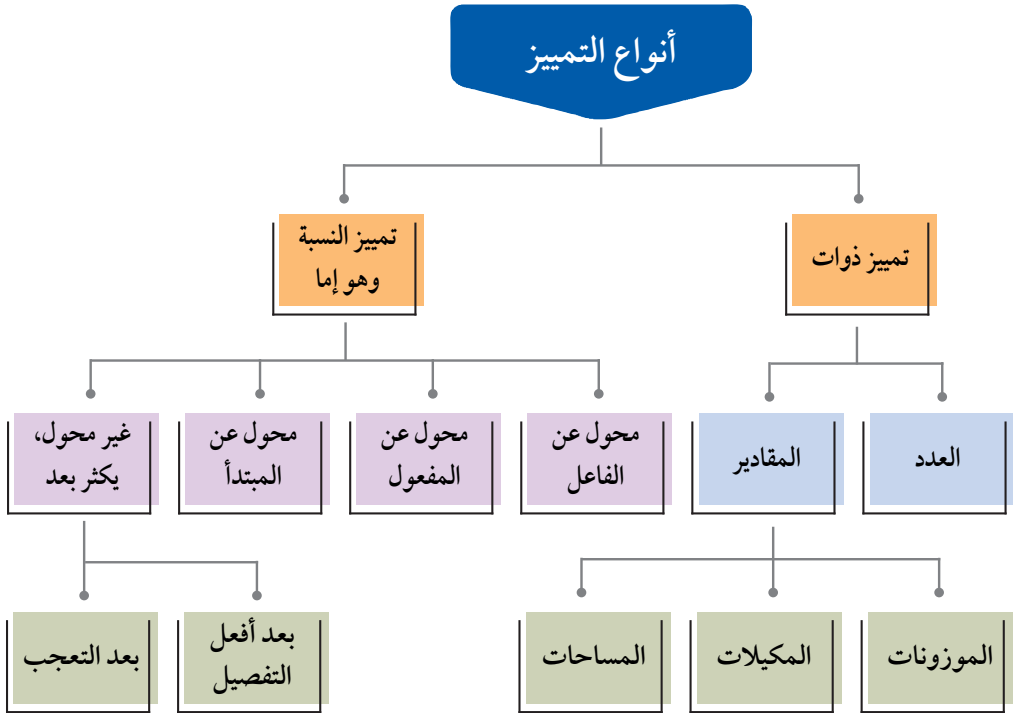 أنواع التمييز
تمييز ذوات
تمييز النسبة
وهو إما
العدد
المقادير
محول عن
الفاعل
محول عن
المفعول
محول عن
المبتدأ
غير محول،
يكثر بعد
الموزونات
المكيلات
المساحات
بعد أفعل
التفصيل
بعد التعجب